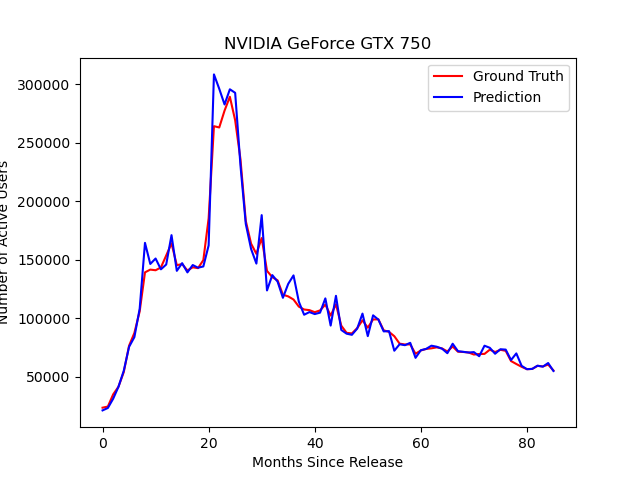 NVIDIA GeForce GTX 750
Number of Active Users
300000
250000
200000
150000
100000
50000
Ground Truth
Prediction
0 20 40 60 80
Months Since Release